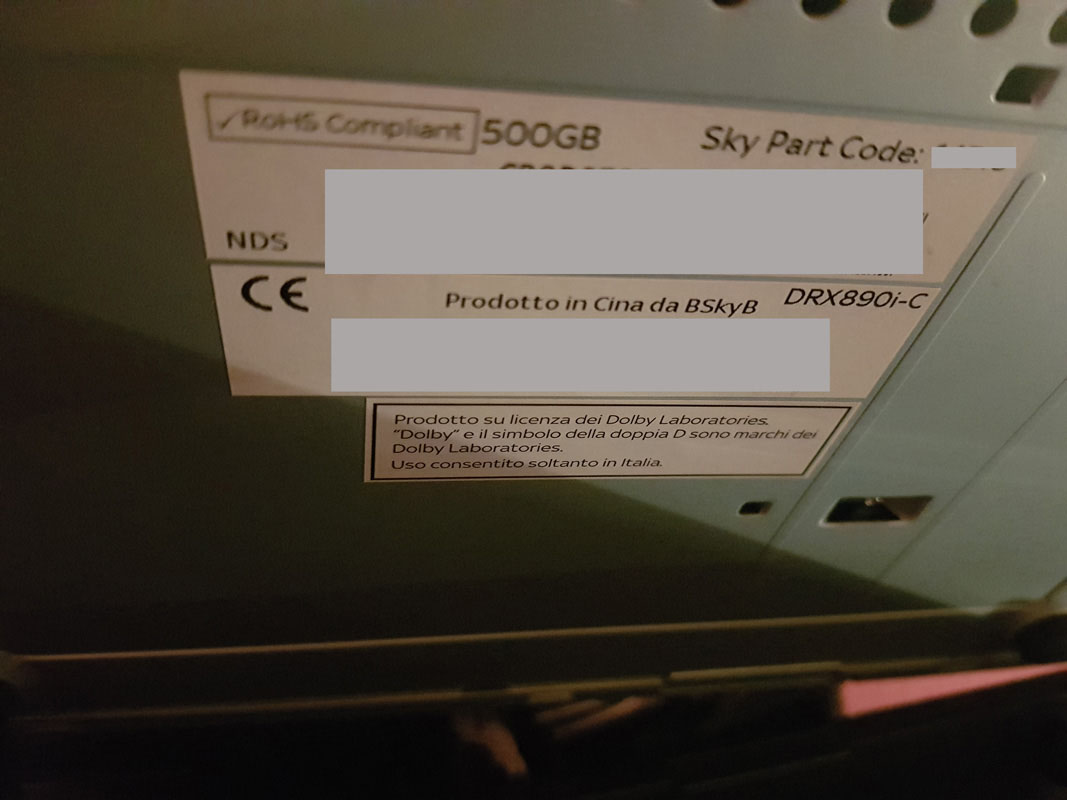 ✓RoHS Compliant 500GB Sky Part Code:
NDS
CE Prodotto in Cina da BSkyB DRX890i-C
Prodotto su licenza dei Dolby Laboratories.
“Dolby” e il simbolo della doppia D sono marchi dei
Dolby Laboratories.
Uso consentito soltanto in Italia.